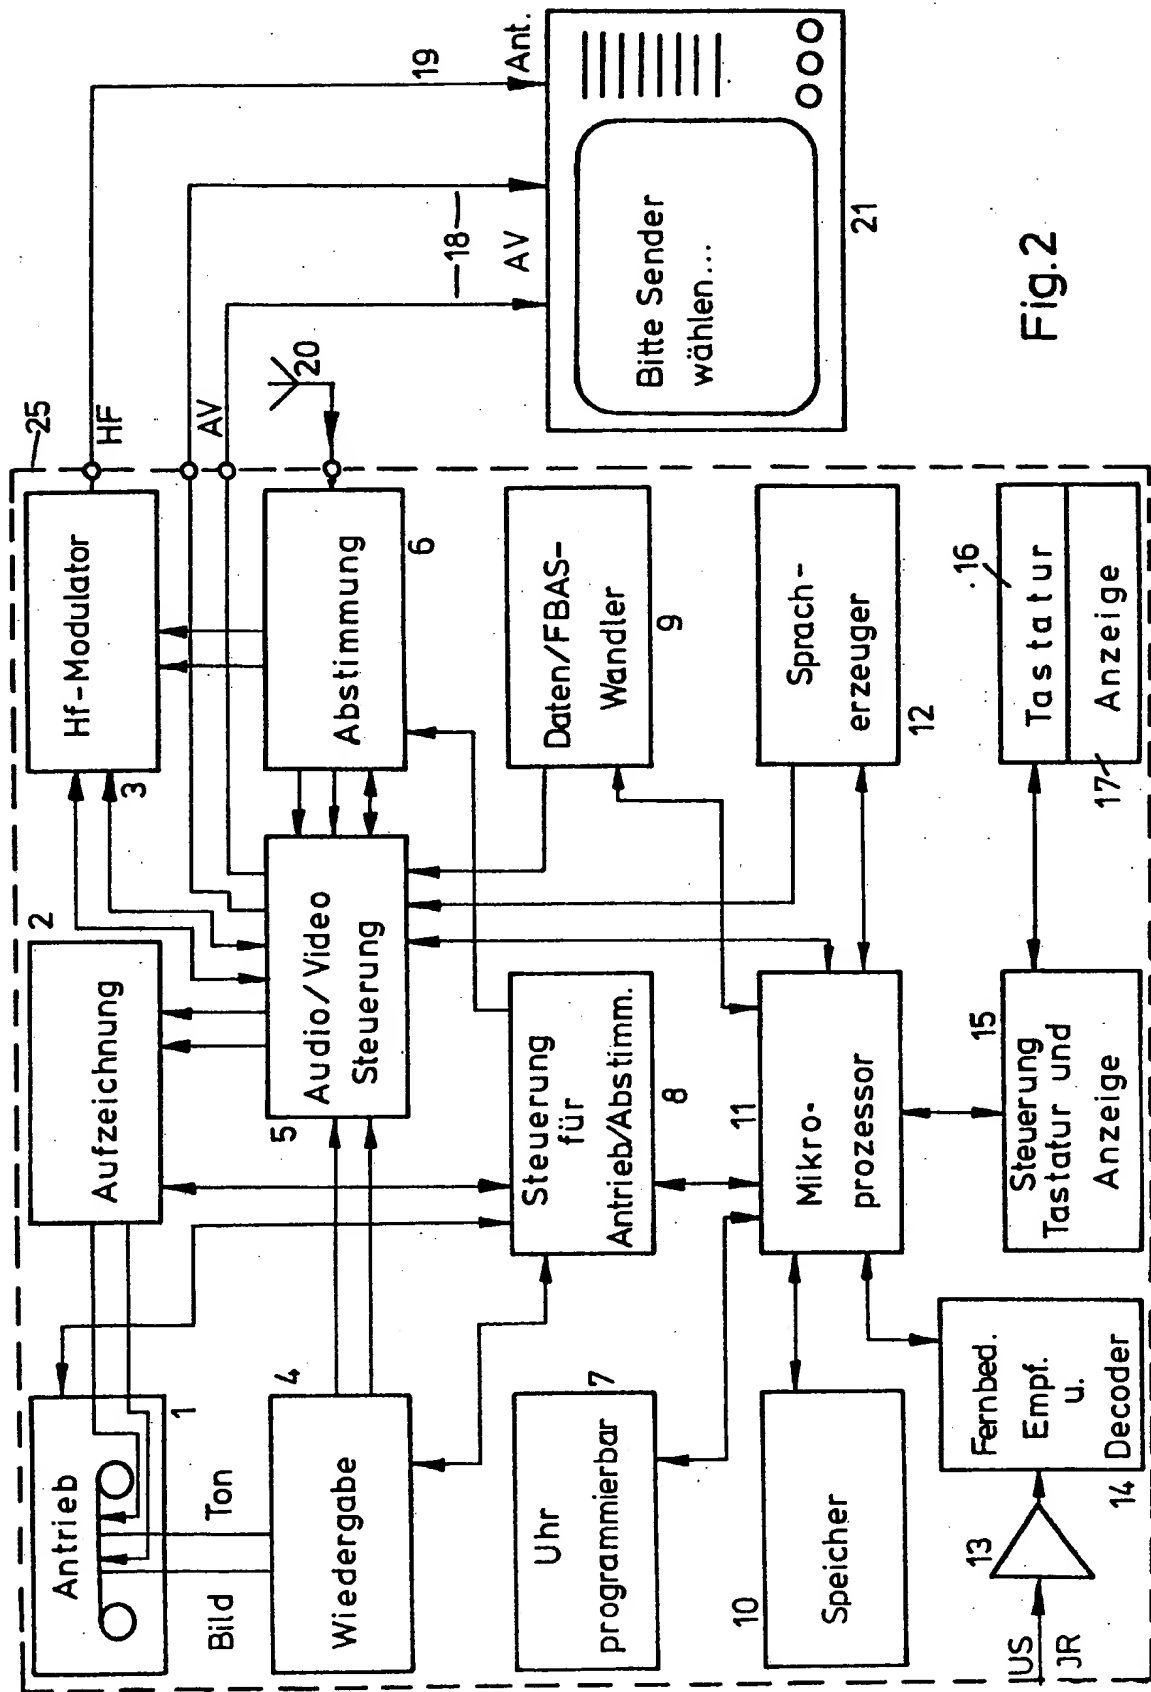 Antrieb
1
Aufzeichnung
2
Hf-Modulator
3
25
HF
19
Ant.
Bild
Ton
Wiedergabe
4
Audio/Video
Steuerung
5
Abstimmung
6
AV
20
—18—
AV
Bitte Sender
wählen...
21
Uhr
programmierbar
7
Steuerung
für
Antrieb/Abstimm.
8
Daten/FBAS-
Wandler
9
Speicher
10
Mikro-
prozessor
11
Sprach-
erzeuger
12
US
JR
13
Fernbed.
Empf.
u.
Decoder
14
Steuerung
Tastatur und
Anzeige
15
Tastatur
16
Anzeige
17
Fig.2